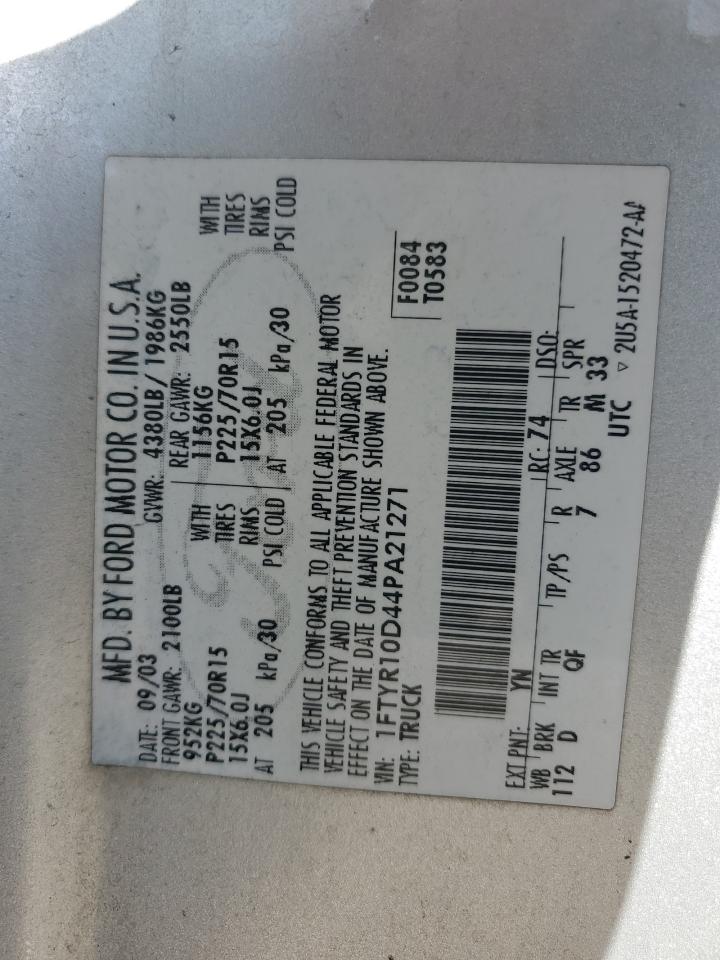 MFD. BY FORD MOTOR CO. IN U.S.A.
DATE: 09/03 GVWR: 4380LB/ 1986KG
FRONT GAWR: 2100LB REAR GAWR: 2550LB
952KG WITH 1156KG WITH
P225/70R15 TIRES P225/70R15 TIRES
15X6.0J RIMS 15X6.0J RIMS
AT 205 kPa/30 PSI COLD AT 205 kPa/30 PSI COLD
THIS VEHICLE CONFORMS TO ALL APPLICABLE FEDERAL MOTOR
VEHICLE SAFETY AND THEFT PREVENTION STANDARDS IN
EFFECT ON THE DATE OF MANUFACTURE SHOWN ABOVE.
VIN: 1FTYR10D44PA21271 F0084
TYPE: TRUCK T0583
EXT PNT: YN RC: 74 DSO:
WB BRK INT TR TP/PS R AXLE TR SPR
112 D QF 7 86 M 33
UTC ▽ 2U5A-1520472-AA